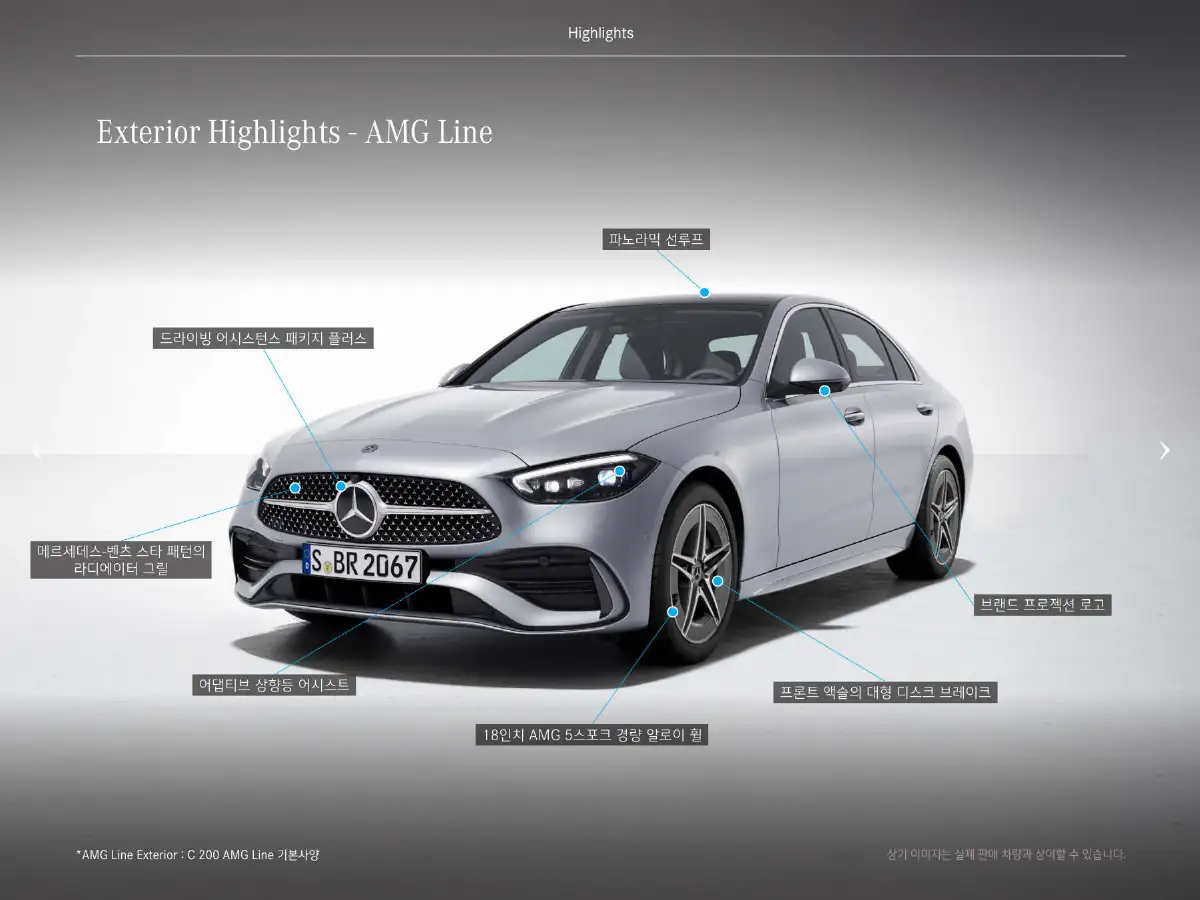 Highlights
Exterior Highlights - AMG Line
파노라믹 선루프
드라이빙 어시스턴스 패키지 플러스
메르세데스-벤츠 스타 패턴의
라디에이터 그릴
S BR 2067
브랜드 프로젝션 로고
어댑티브 상향등 어시스트
프론트 액슬의 대형 디스크 브레이크
18인치 AMG 5스포크 경량 알로이 휠
*AMG Line Exterior : C 200 AMG Line 기본사양
상기 이미지는 실제 판매 차량과 상이할 수 있습니다.